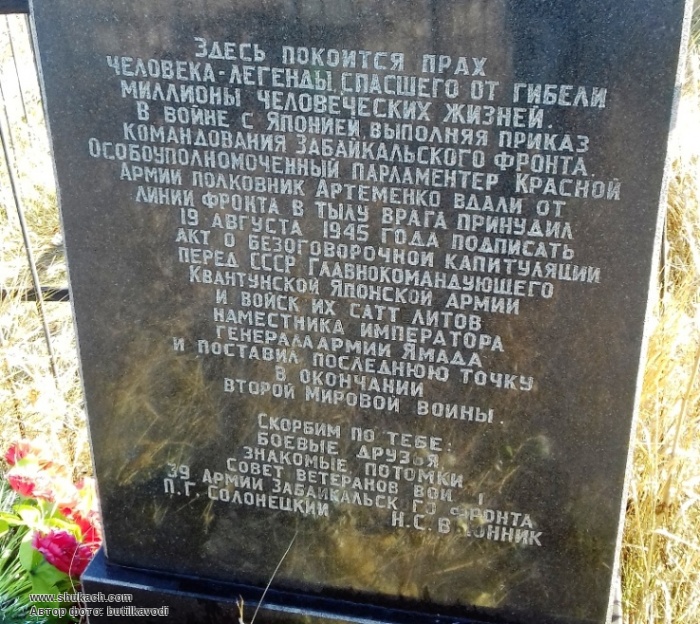 Здесь покоится прах
человека-легенды, спасшего от гибели
миллионы человеческих жизней.
В войне с Японией, выполняя приказ
командования Забайкальского фронта,
особоуполномоченный парламентер Красной
Армии полковник Артеменко вдали от
линии фронта в тылу врага принудил
19 августа 1945 года подписать
акт о безоговорочной капитуляции
перед СССР Главнокомандующего
Квантунской Японской армии
и войск их сатт литов
наместника императора
генерала армии Ямада
и поставил последнюю точку
в окончании
Второй мировой войны.
Скорбим по тебе:
боевые друзья
знакомые, потомки
совет ветеранов
39 армии Забайкальск го фронта
П.Г. Солонецкий Н.С.
www.shukach.com
Автор фото: butilkavodi